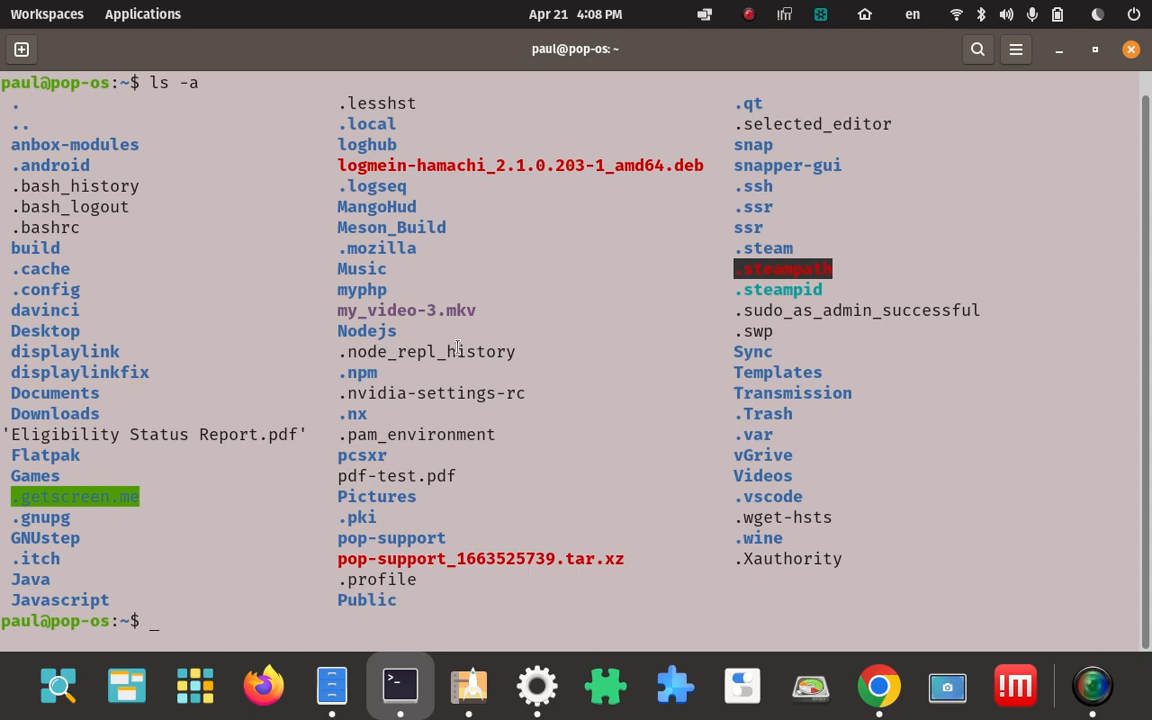 Workspaces Applications Apr 21 4:08 PM en
paul@pop-os: ~
paul@pop-os:~$ ls -a
. .lesshst .qt
.. .local .selected_editor
anbox-modules loghub snap
.android logmein-hamachi_2.1.0.203-1_amd64.deb snapper-gui
.bash_history .logseq .ssh
.bash_logout MangoHud .ssr
.bashrc Meson_Build ssr
build .mozilla .steam
.cache Music .steampath
.config myphp .steampid
davinci my_video-3.mkv .sudo_as_admin_successful
Desktop Nodejs .swp
displaylink .node_repl_history Sync
displaylinkfix .npm Templates
Documents .nvidia-settings-rc Transmission
Downloads .nx .Trash
'Eligibility Status Report.pdf' .pam_environment .var
Flatpak pcsxr vGrive
Games pdf-test.pdf Videos
.getscreen.me Pictures .vscode
.gnupg .pki .wget-hsts
GNUstep pop-support .wine
.itch pop-support_1663525739.tar.xz .Xauthority
Java .profile
Javascript Public
paul@pop-os:~$ _